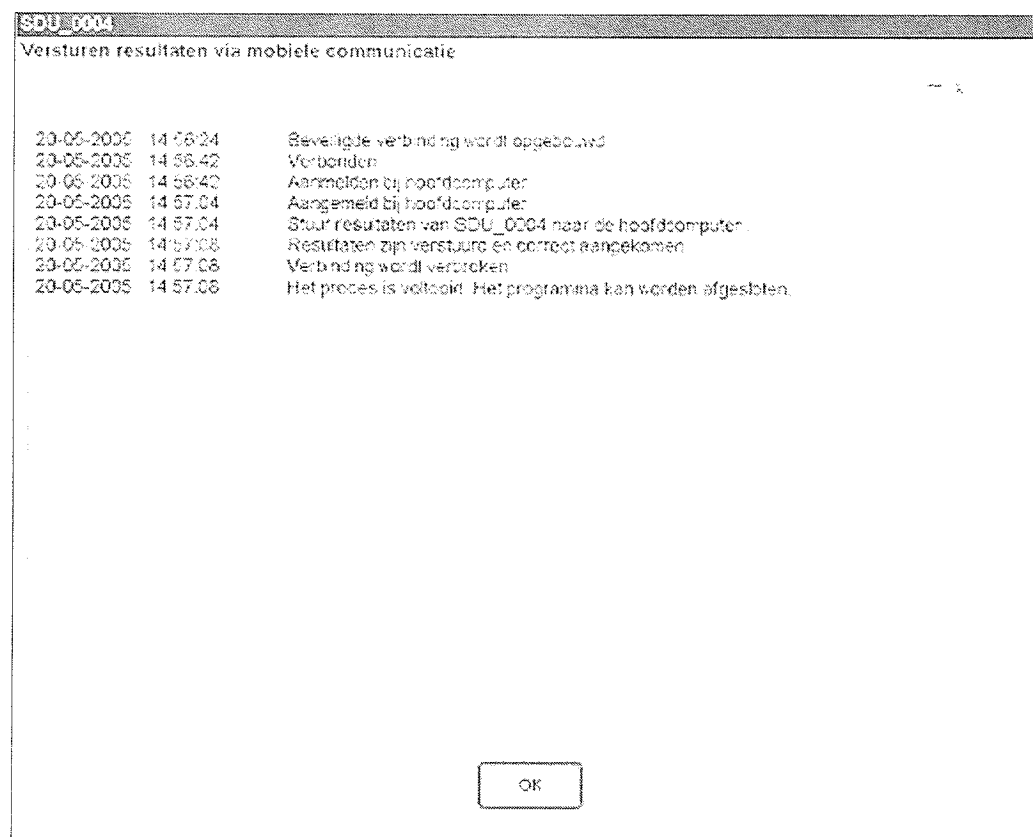 SDU_0004
Versturen resultaten via mobiele communicatie
20-05-2005 14:56:24 Beveiligde verbinding wordt opgebouwd
20-05-2005 14:56:42 Verbonden
20-05-2005 14:56:42 Aanmelden bij hoofdcomputer
20-05-2005 14:57:04 Aangemeld bij hoofdcomputer
20-05-2005 14:57:04 Stuur resultaten van SDU_0004 naar de hoofdcomputer.
20-05-2005 14:57:08 Resultaten zijn verstuurd en correct aangekomen
20-05-2005 14:57:08 Verbinding wordt verbroken
20-05-2005 14:57:08 Het proces is voltooid. Het programma kan worden afgesloten.
OK